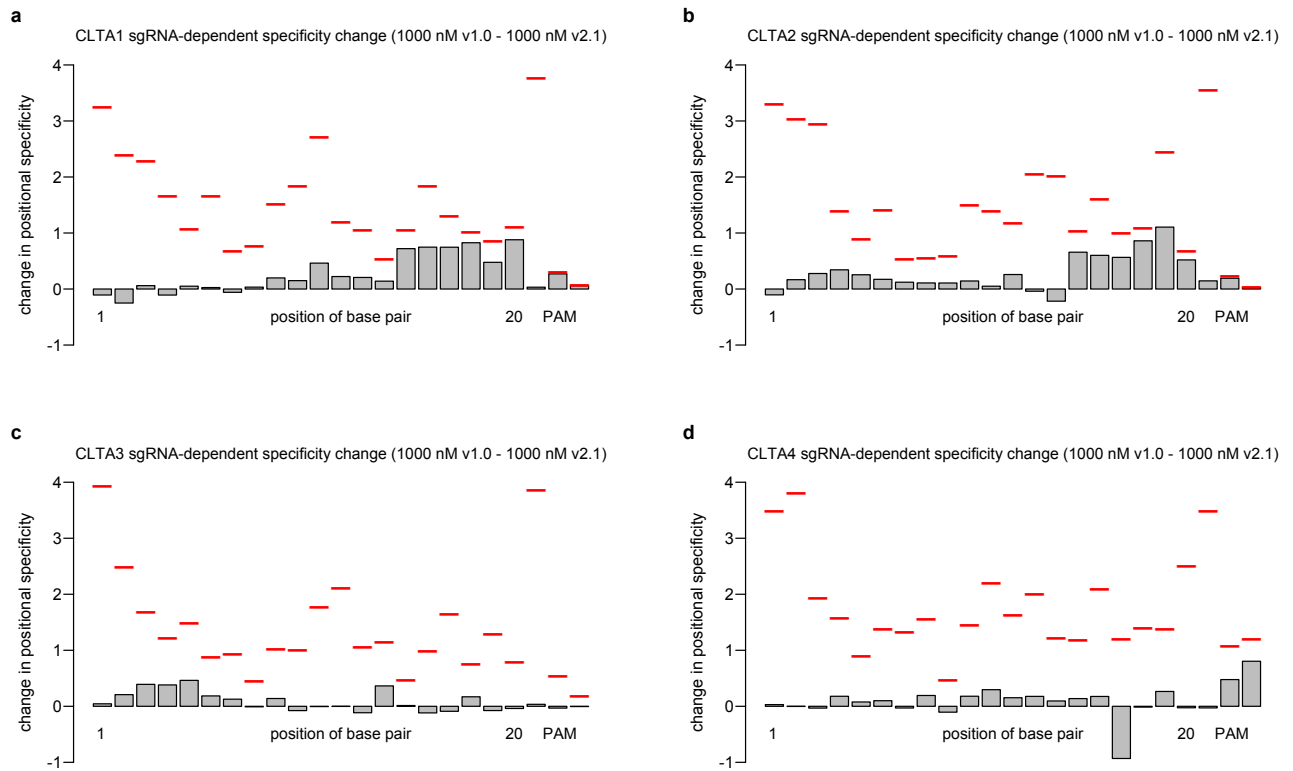 a
CLTA1 sgRNA-dependent specificity change (1000 nM v1.0 - 1000 nM v2.1)
change in positional specificity
4
3
2
1
0
-1
1 position of base pair 20 PAM
b
CLTA2 sgRNA-dependent specificity change (1000 nM v1.0 - 1000 nM v2.1)
change in positional specificity
4
3
2
1
0
-1
1 position of base pair 20 PAM
c
CLTA3 sgRNA-dependent specificity change (1000 nM v1.0 - 1000 nM v2.1)
change in positional specificity
4
3
2
1
0
-1
1 position of base pair 20 PAM
d
CLTA4 sgRNA-dependent specificity change (1000 nM v1.0 - 1000 nM v2.1)
change in positional specificity
4
3
2
1
0
-1
1 position of base pair 20 PAM